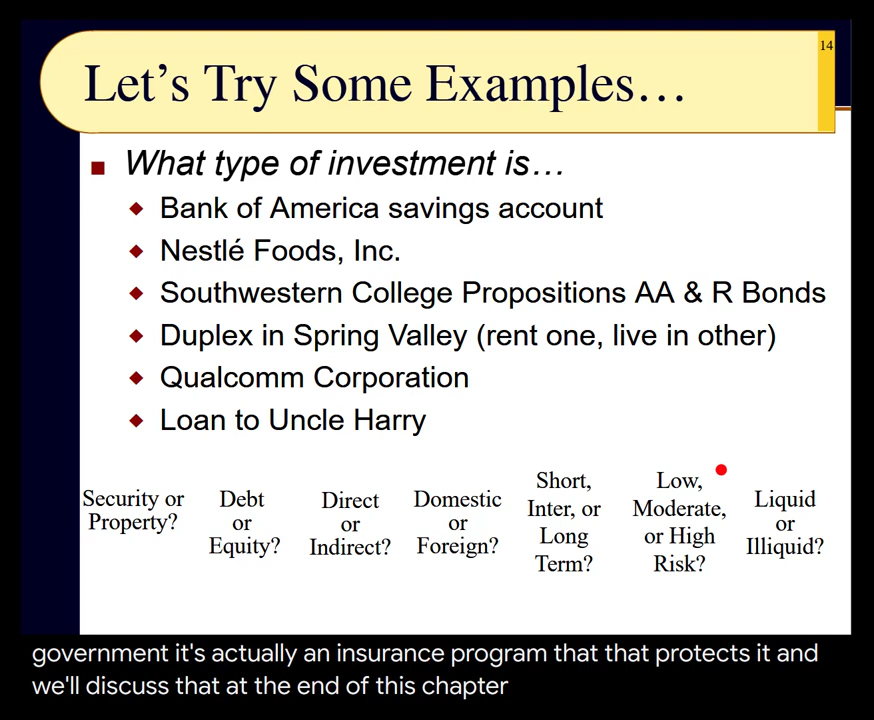 14
Let's Try Some Examples…
What type of investment is…
Bank of America savings account
Nestlé Foods, Inc.
Southwestern College Propositions AA & R Bonds
Duplex in Spring Valley (rent one, live in other)
Qualcomm Corporation
Loan to Uncle Harry
Security or
Property?
Debt
or
Equity?
Direct
or
Indirect?
Domestic
or
Foreign?
Short,
Inter, or
Long
Term?
Low,
Moderate,
or High
Risk?
Liquid
or
Illiquid?
government it's actually an insurance program that that protects it and
we'll discuss that at the end of this chapter